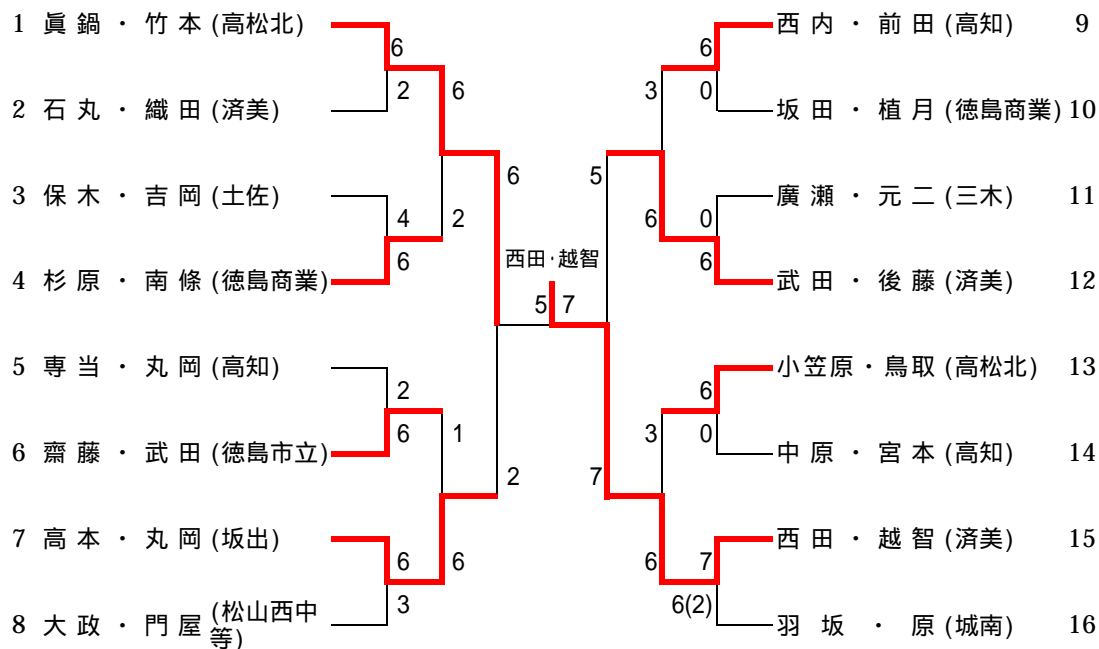 1 眞鍋・竹本 (高松北)
6
2
2 石丸・織田 (済美)
6
3 保木・吉岡 (土佐)
4
2
6
4 杉原・南條 (徳島商業)
6
5 専当・丸岡 (高知)
2
6
1
6 齋藤・武田 (徳島市立)
2
7 高本・丸岡 (坂出)
6
6
3
8 大政・門屋 (松山西中
等)
西田・越智
5 7
西内・前田 (高知) 9
6
3
0
坂田・植月 (徳島商業) 10
5
廣瀬・元二 (三木) 11
6
0
6
武田・後藤 (済美) 12
小笠原・鳥取 (高松北) 13
6
3
0
中原・宮本 (高知) 14
7
西田・越智 (済美) 15
6
7
6(2)
羽坂・原 (城南) 16